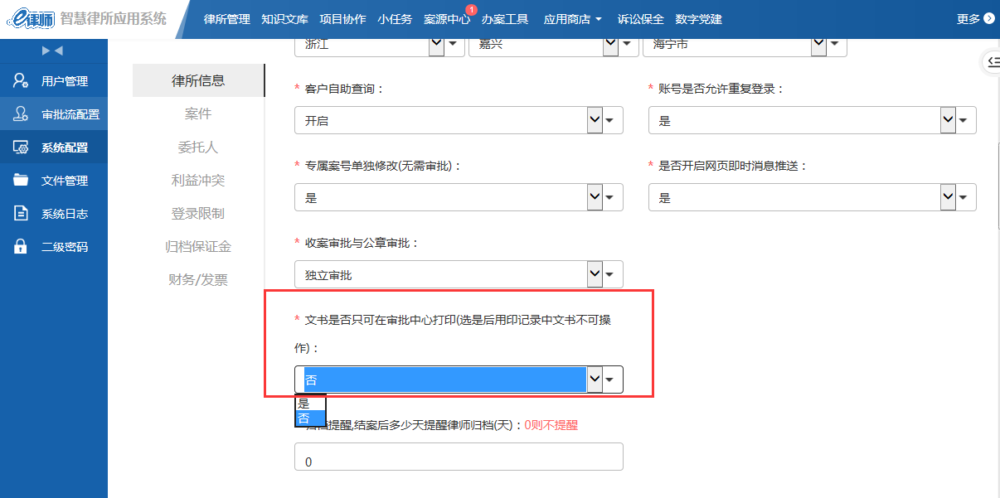 e律师 智慧律所应用系统
律所管理 知识文库 项目协作 小任务 案源中心 1 办案工具 应用商店 诉讼公保全 数字党建 更多
用户管理
审批流配置
系统配置
文件管理
系统日志
二级密码
律所信息
案件
委托人
利益冲突
登录限制
归档保证金
财务/发票
浙江 嘉兴 海宁市
* 客户自助查询：
开启
* 账号是否允许重复登录：
是
* 专属案号单独修改(无需审批)：
是
* 是否开启网页即时消息推送：
是
* 收案审批与公章审批：
独立审批
* 文书是否只可在审批中心打印(选是后用印记录中文书不可操
作)：
否
是
否
提醒,结案后多少天提醒律师归档(天)：0则不提醒
0